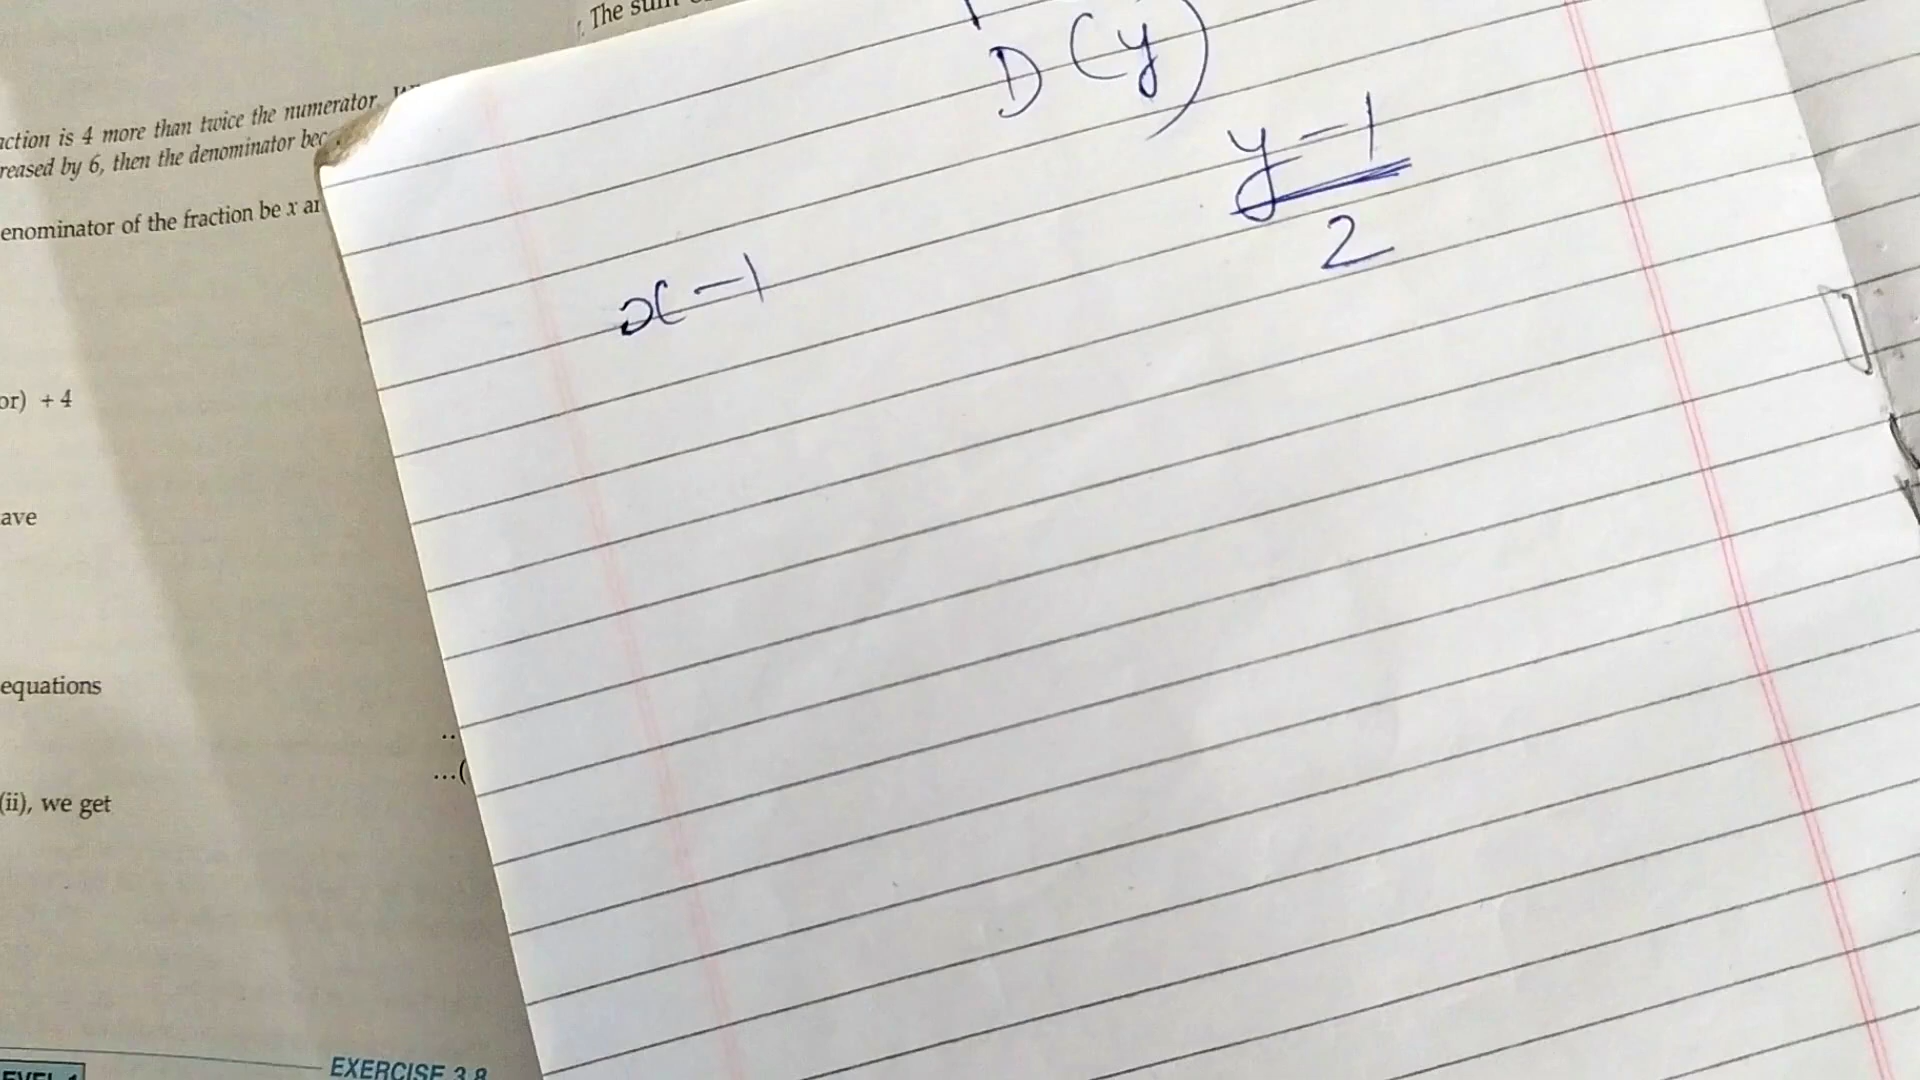 The sum
action is 4 more than twice the numerator.
reased by 6, then the denominator bec
enominator of the fraction be x ar
or) + 4
ave
equations
..
...(
(ii), we get
EXERCISE 3.8
D (y)
y - 1
2
x - 1